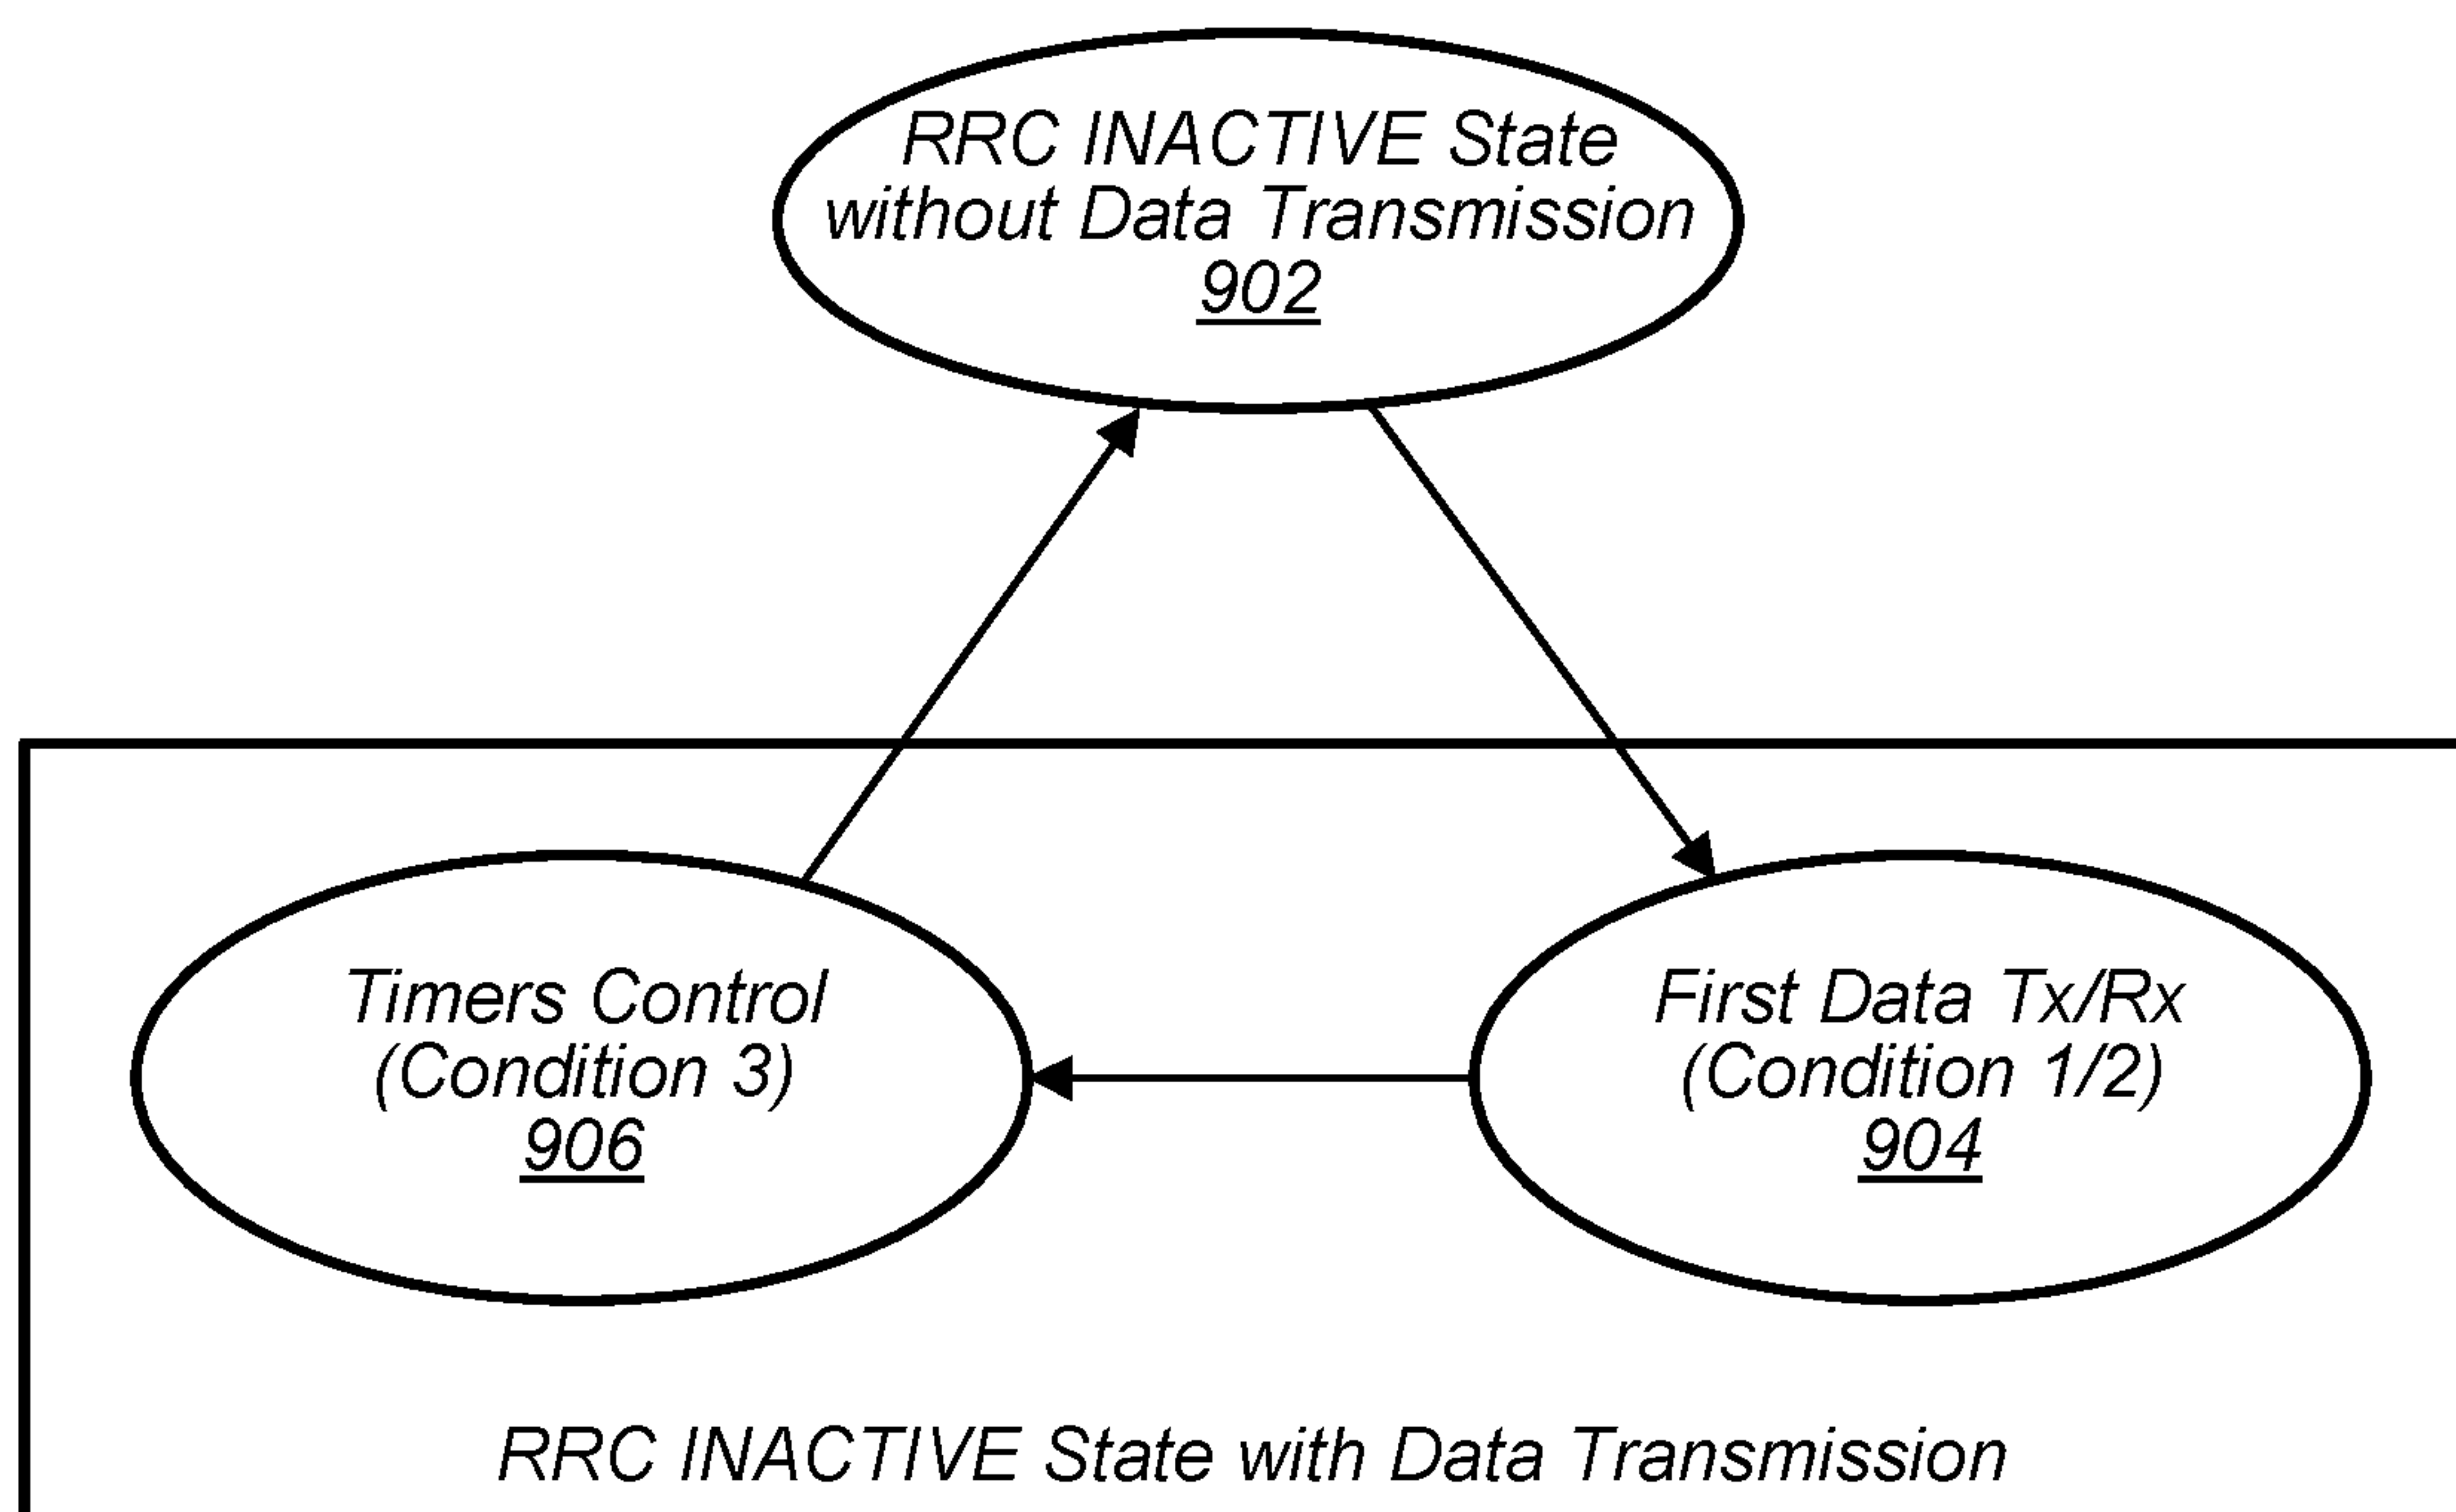 RRC INACTIVE State
without Data Transmission
902
Timers Control
(Condition 3)
906
First Data Tx/Rx
(Condition 1/2)
904
RRC INACTIVE State with Data Transmission